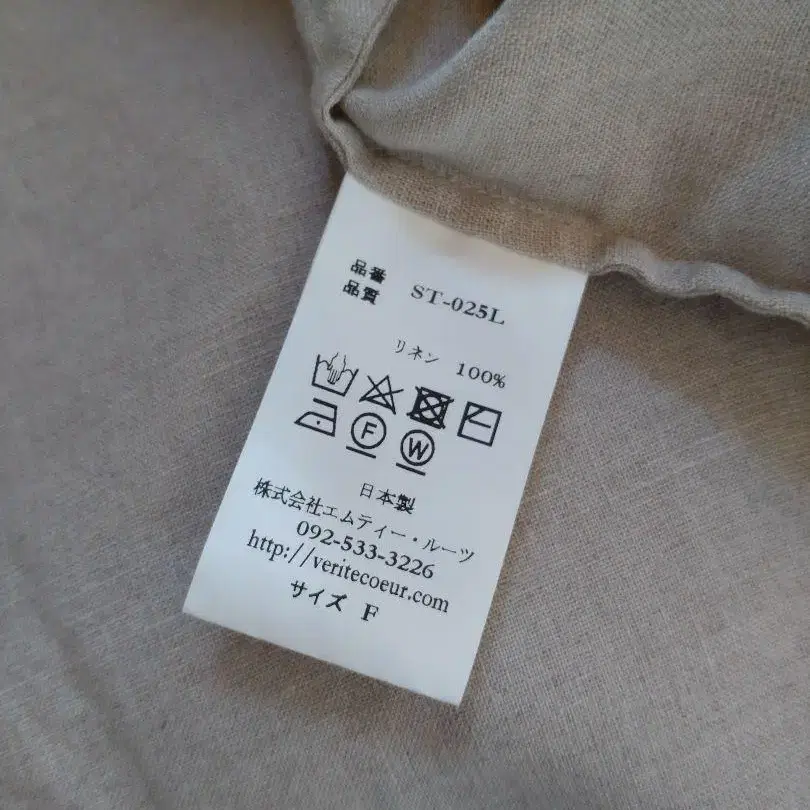 品番 ST-025L
品質
リネン 100%
F W
日本製
株式会社エムティー・ルーツ
092-533-3226
http://veritecoeur.com
サイズ F